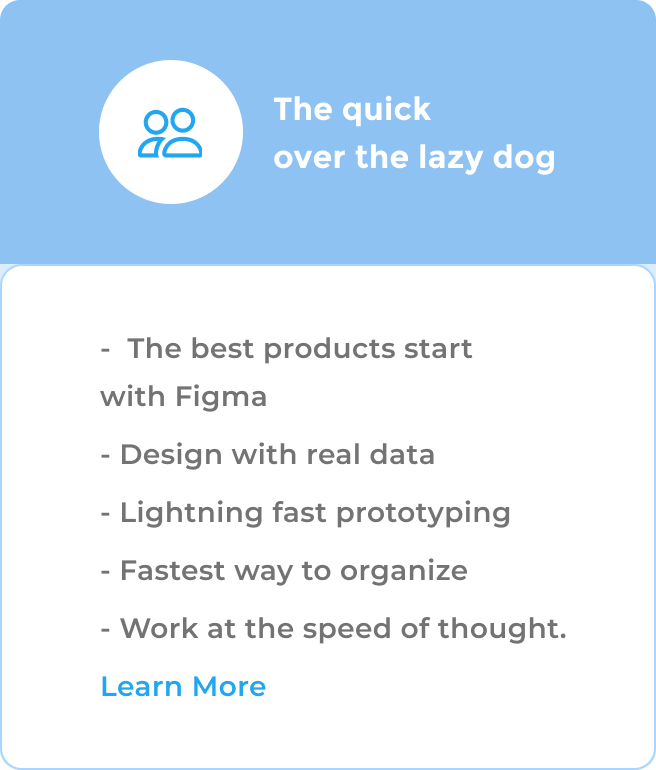 The quick
over the lazy dog
-  The best products start
with Figma
- Design with real data
- Lightning fast prototyping
- Fastest way to organize
- Work at the speed of thought.
Learn More